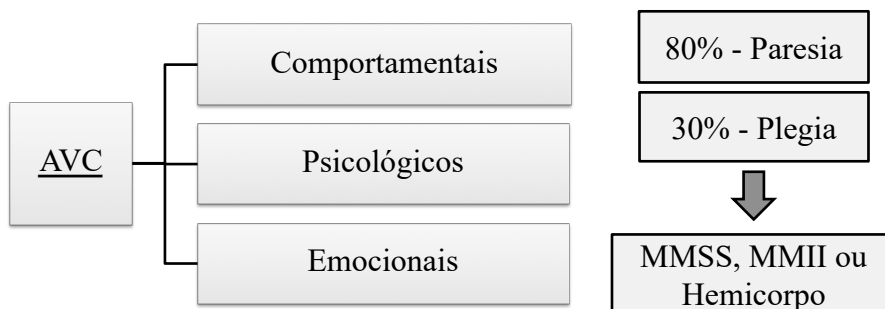 AVC
Comportamentais
Psicológicos
Emocionais
80% - Paresia
30% - Plegia
MMSS, MMII ou
Hemicorpo